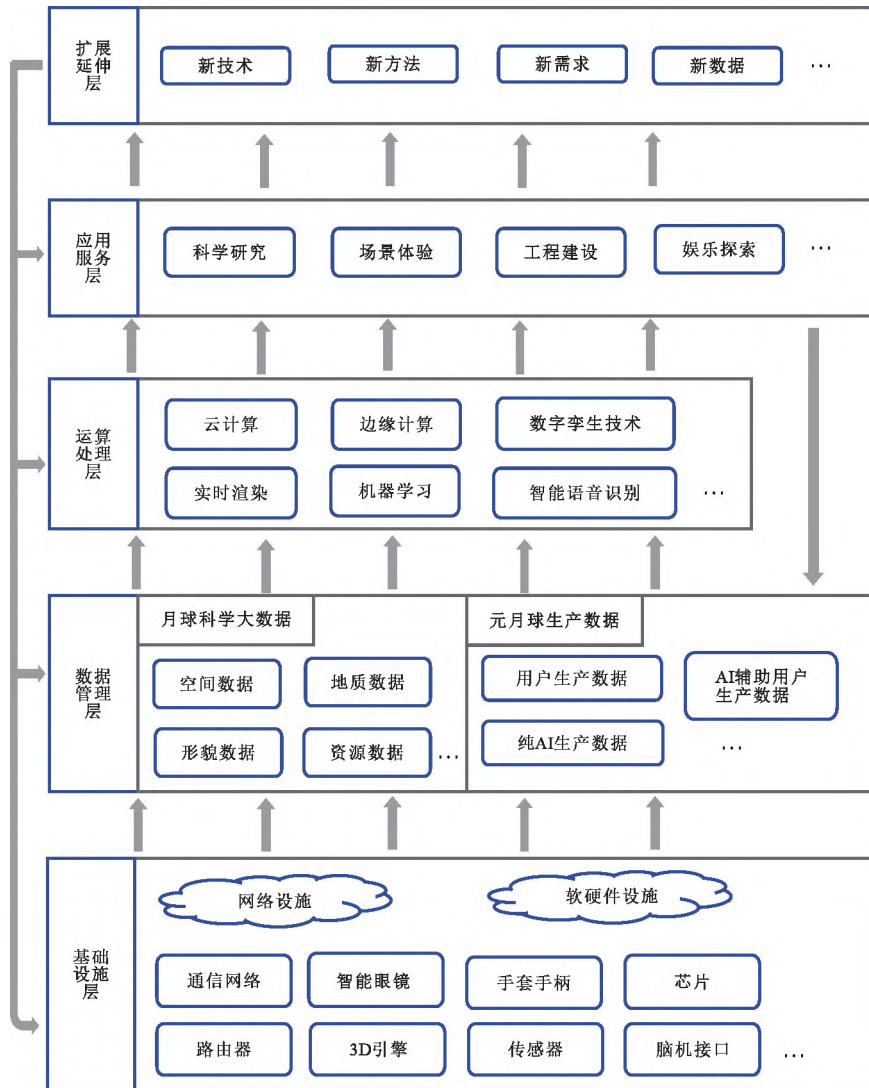 扩展
延伸
层
新技术
新方法
新需求
新数据
...
应用
服务
层
科学研究
场景体验
工程建设
娱乐探索
...
运算
处理
层
云计算
边缘计算
数字孪生技术
实时渲染
机器学习
智能语音识别
...
数据
管理
层
月球科学大数据
空间数据
地质数据
形貌数据
资源数据
...
元月球生产数据
用户生产数据
AI辅助用户
生产数据
纯AI生产数据
...
基础
设施
层
网络设施
软硬件设施
通信网络
智能眼镜
手套手柄
芯片
路由器
3D引擎
传感器
脑机接口
...